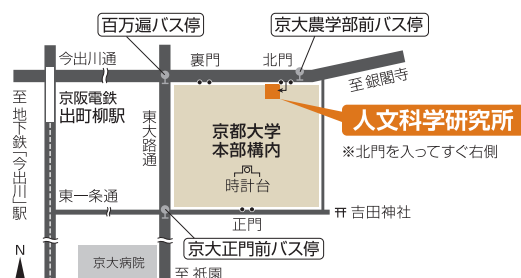 百万遍バス停
京大農学部前バス停
今出川通
裏門
北門
至 銀閣寺
京阪電鉄
出町柳駅
至 地下鉄「今出川」駅
東大路通
京都大学
本部構内
時計台
人文科学研究所
※北門を入ってすぐ右側
東一条通
正門
吉田神社
京大正門前バス停
京大病院
至 祇園
N